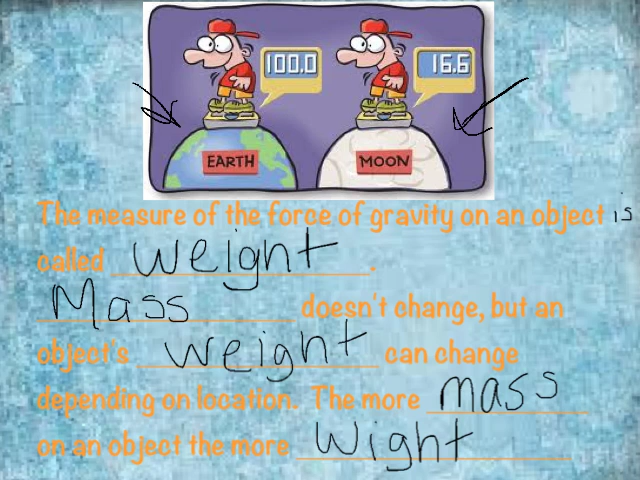 100.0 16.6
EARTH MOON
The measure of the force of gravity on an object is
called weight.
Mass doesn't change, but an
object's weight can change
depending on location. The more mass
on an object the more wight